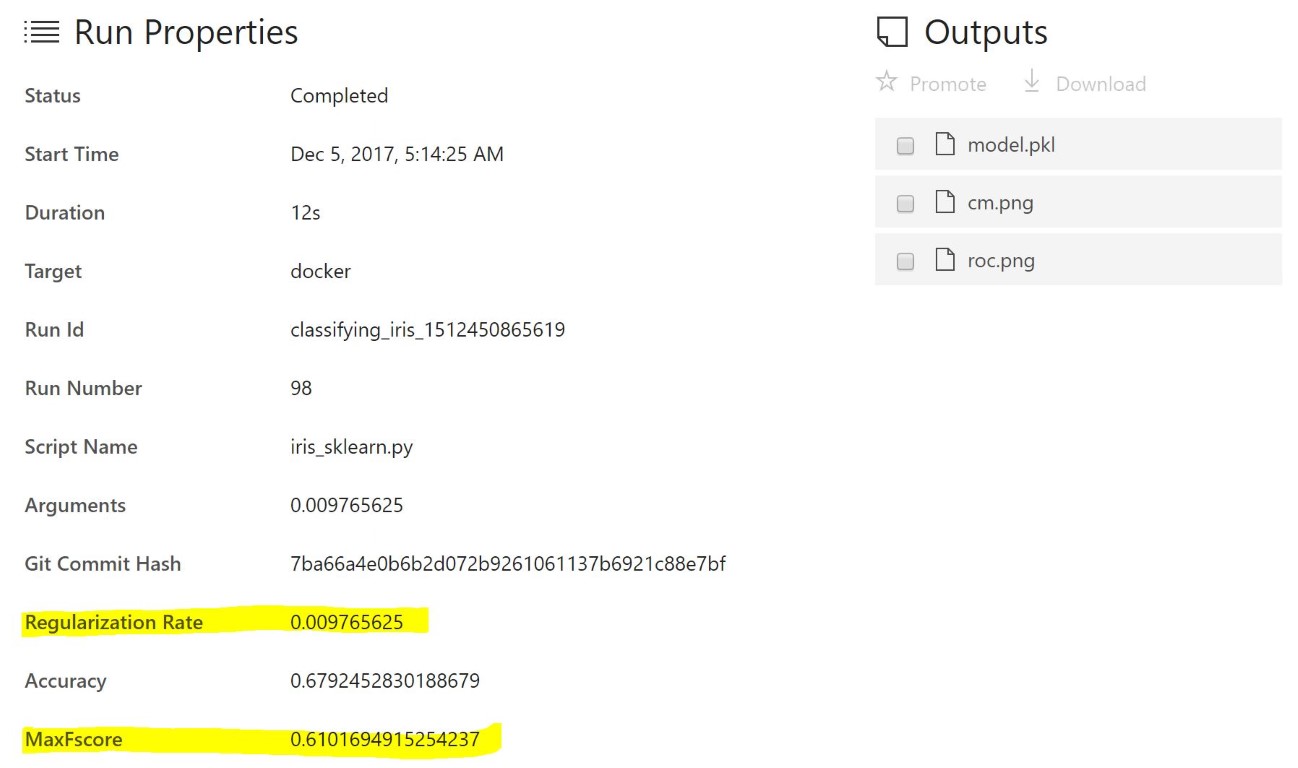 Run Properties
Status Completed
Start Time Dec 5, 2017, 5:14:25 AM
Duration 12s
Target docker
Run Id classifying_iris_1512450865619
Run Number 98
Script Name iris_sklearn.py
Arguments 0.009765625
Git Commit Hash 7ba66a4e0b6b2d072b9261061137b6921c88e7bf
Regularization Rate 0.009765625
Accuracy 0.6792452830188679
MaxFscore 0.6101694915254237
Outputs
Promote Download
model.pkl
cm.png
roc.png